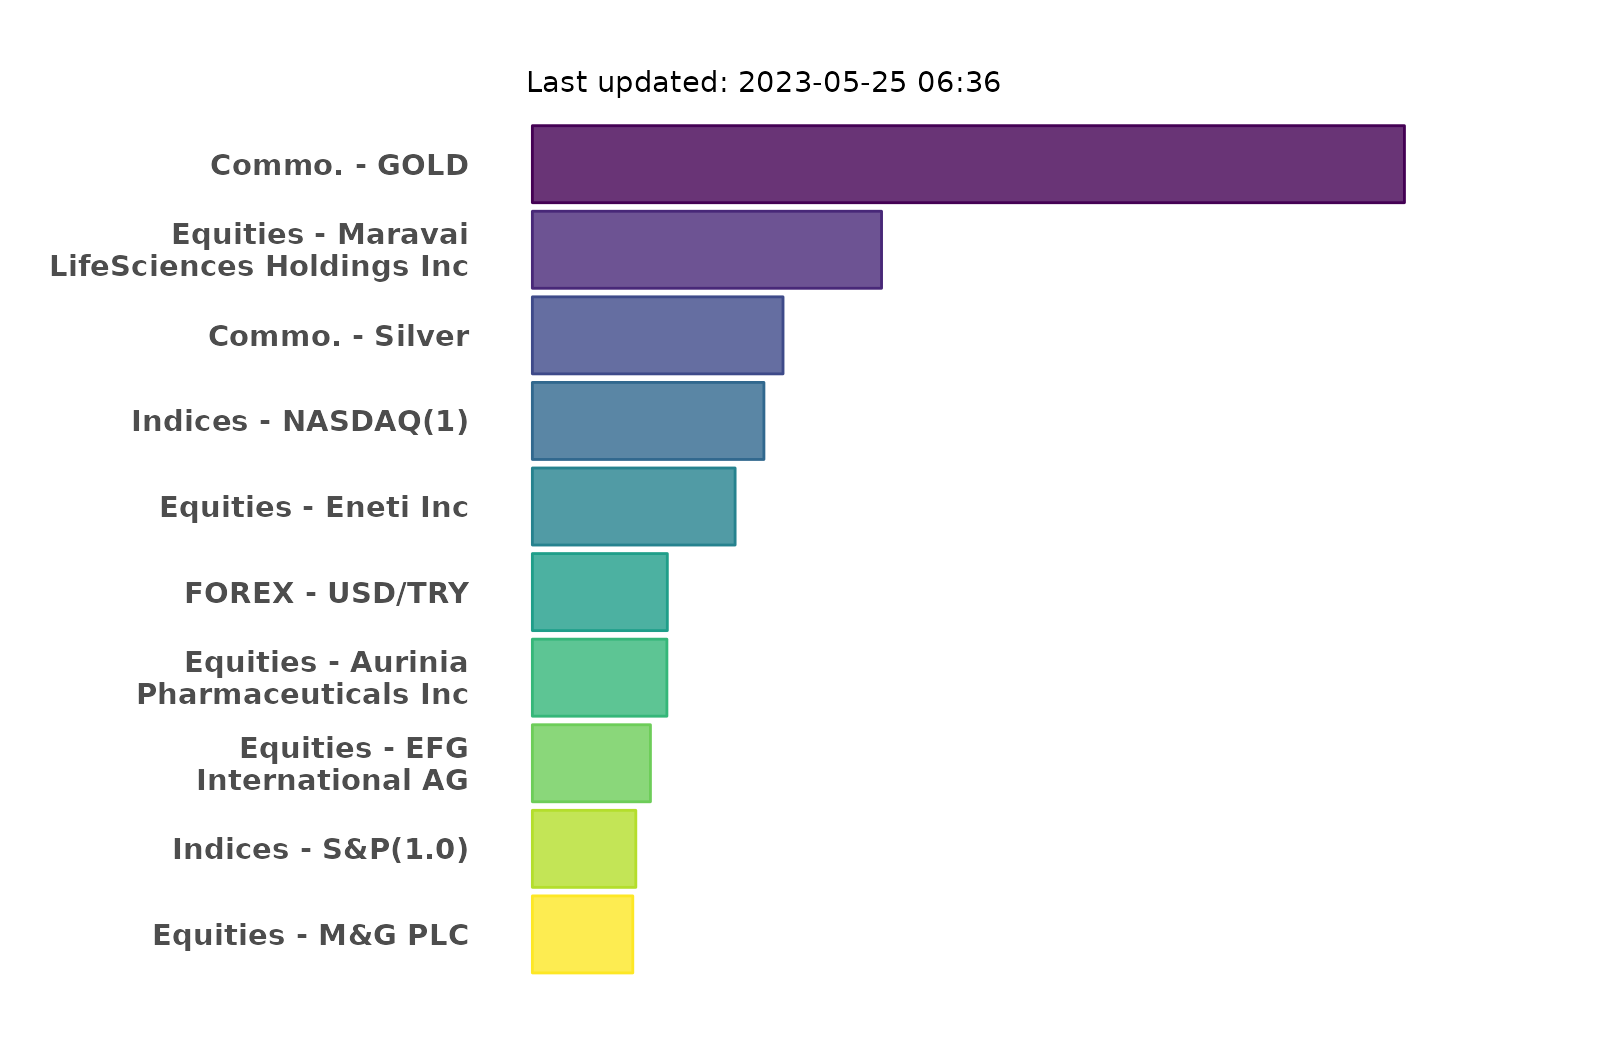 Last updated: 2023-05-25 06:36
Commo. - GOLD
Equities - Maravai
LifeSciences Holdings Inc
Commo. - Silver
Indices - NASDAQ(1)
Equities - Eneti Inc
FOREX - USD/TRY
Equities - Aurinia
Pharmaceuticals Inc
Equities - EFG
International AG
Indices - S&P(1.0)
Equities - M&G PLC